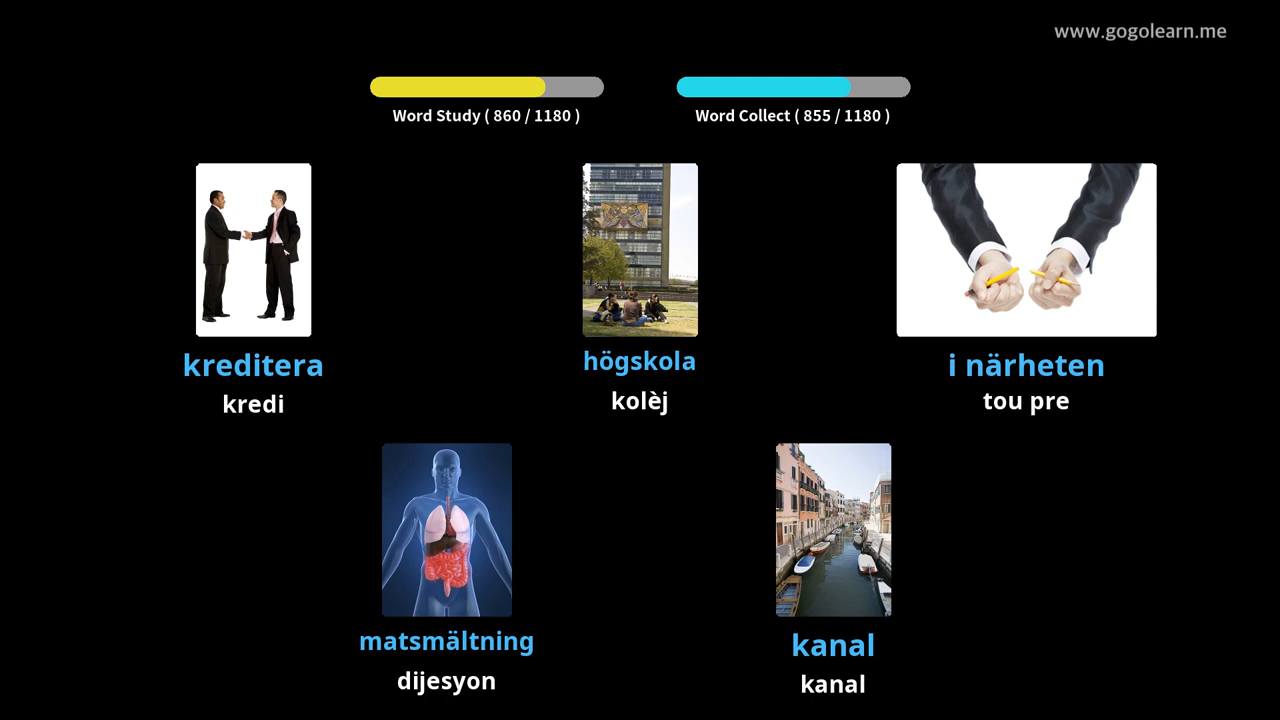 www.gogolearn.me
Word Study ( 860 / 1180 )
Word Collect ( 855 / 1180 )
kreditera
kredi
högskola
kolèj
i närheten
tou pre
matsmältning
dijesyon
kanal
kanal